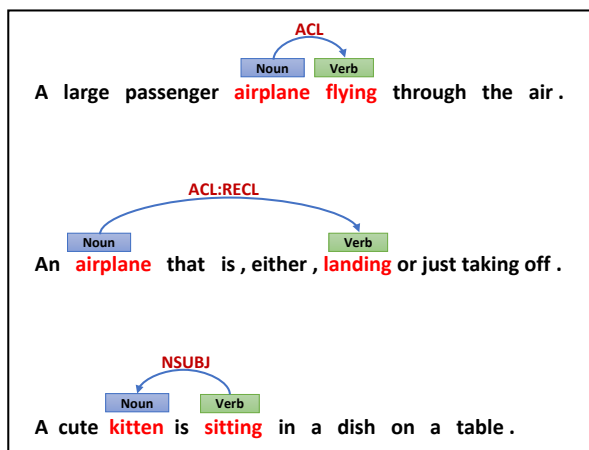 ACL
Noun Verb
A large passenger airplane flying through the air .
ACL:RECL
Noun Verb
An airplane that is , either , landing or just taking off .
NSUBJ
Noun Verb
A cute kitten is sitting in a dish on a table .